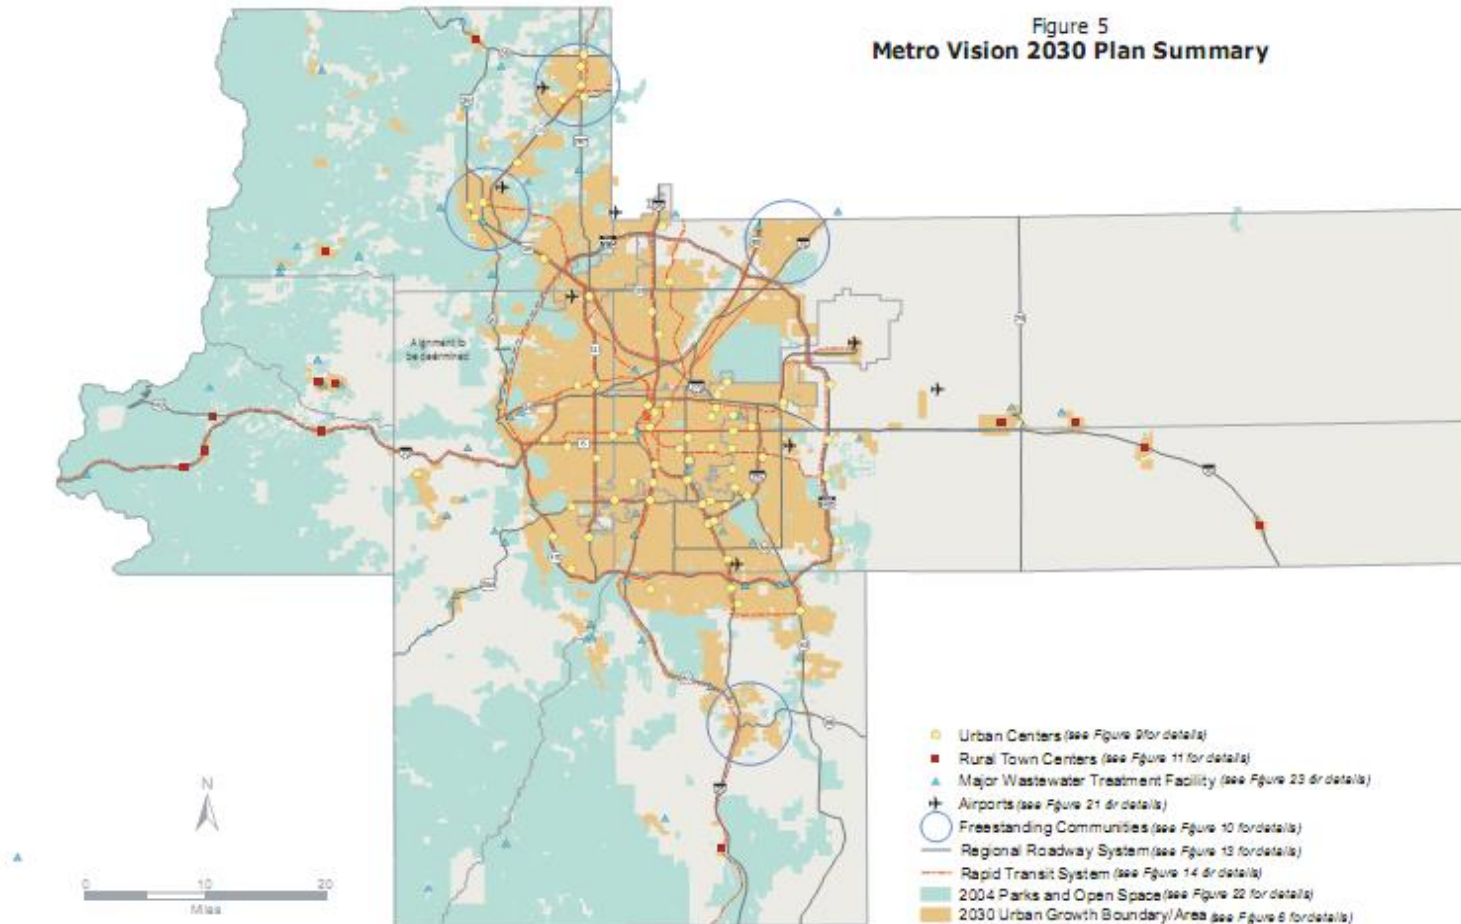 Figure 5
Metro Vision 2030 Plan Summary
Alignment to
be determined
N
0 10 20
Miles
Urban Centers (see Figure 9for details)
Rural Town Centers (see Figure 11 for details)
Major Wastewater Treatment Facility (see Figure 23 for details)
Airports (see Figure 21 for details)
Freestanding Communities (see Figure 10 for details)
Regional Roadway System (see Figure 13 for details)
Rapid Transit System (see Figure 14 for details)
2004 Parks and Open Space (see Figure 22 for details)
2030 Urban Growth Boundary/Area (see Figure 6 for details)